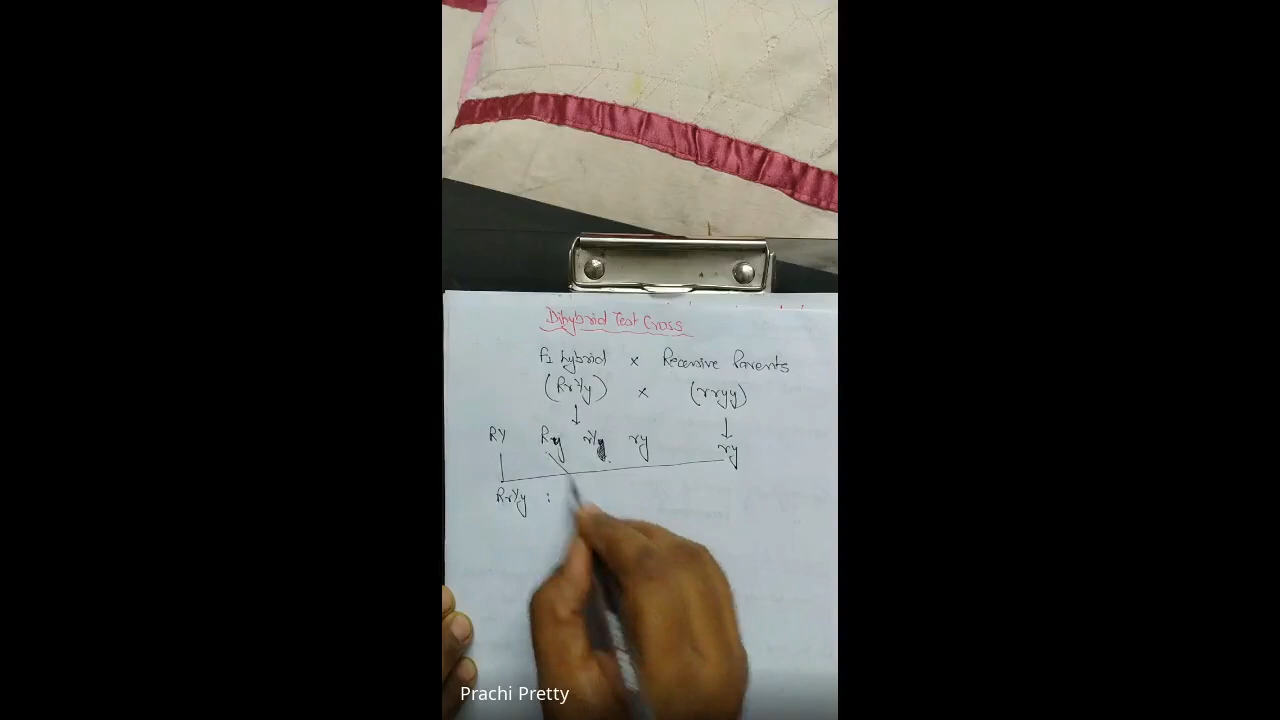 Dihybrid Test Cross
F1 hybrid × Recessive Parents
(RrYy) × (rryy)
↓ ↓
RY Ry rY ry ry
RrYy :
Prachi Pretty